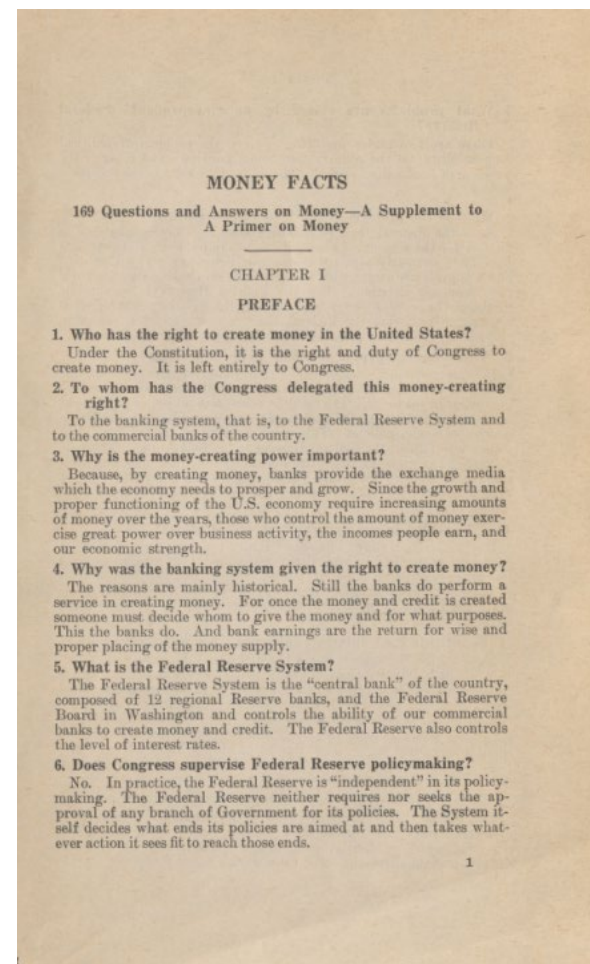 MONEY FACTS
169 Questions and Answers on Money—A Supplement to
A Primer on Money
CHAPTER I
PREFACE
1. Who has the right to create money in the United States?
Under the Constitution, it is the right and duty of Congress to
create money. It is left entirely to Congress.
2. To whom has the Congress delegated this money-creating
right?
To the banking system, that is, to the Federal Reserve System and
to the commercial banks of the country.
3. Why is the money-creating power important?
Because, by creating money, banks provide the exchange media
which the economy needs to prosper and grow. Since the growth and
proper functioning of the U.S. economy require increasing amounts
of money over the years, those who control the amount of money exer-
cise great power over business activity, the incomes people earn, and
our economic strength.
4. Why was the banking system given the right to create money?
The reasons are mainly historical. Still the banks do perform a
service in creating money. For once the money and credit is created
someone must decide whom to give the money and for what purposes.
This the banks do. And bank earnings are the return for wise and
proper placing of the money supply.
5. What is the Federal Reserve System?
The Federal Reserve System is the “central bank” of the country,
composed of 12 regional Reserve banks, and the Federal Reserve
Board in Washington and controls the ability of our commercial
banks to create money and credit. The Federal Reserve also controls
the level of interest rates.
6. Does Congress supervise Federal Reserve policymaking?
No. In practice, the Federal Reserve is “independent” in its policy-
making. The Federal Reserve neither requires nor seeks the ap-
proval of any branch of Government for its policies. The System it-
self decides what ends its policies are aimed at and then takes what-
ever action it sees fit to reach those ends.
1